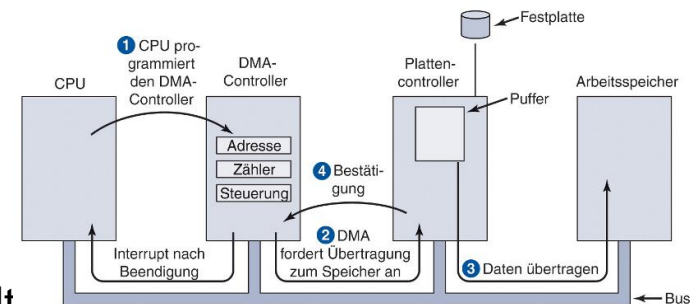 Festplatte
1 CPU pro-
grammiert
den DMA-
Controller
CPU
DMA-
Controller
Platten-
controller
Arbeitsspeicher
Puffer
Adresse
Zähler
Steuerung
4 Bestäti-
gung
Interrupt nach
Beendigung
2 DMA
fordert Übertragung
zum Speicher an
3 Daten übertragen
Bus